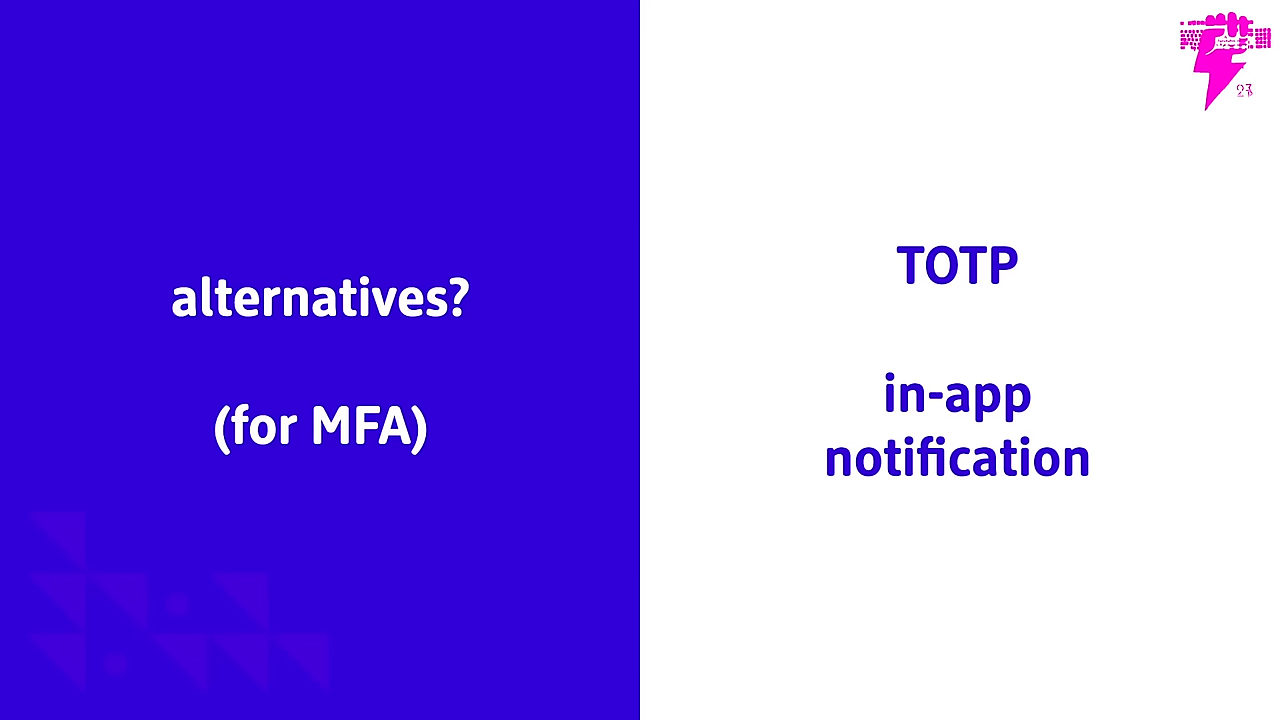 alternatives?
(for MFA)
TOTP
in-app
notification